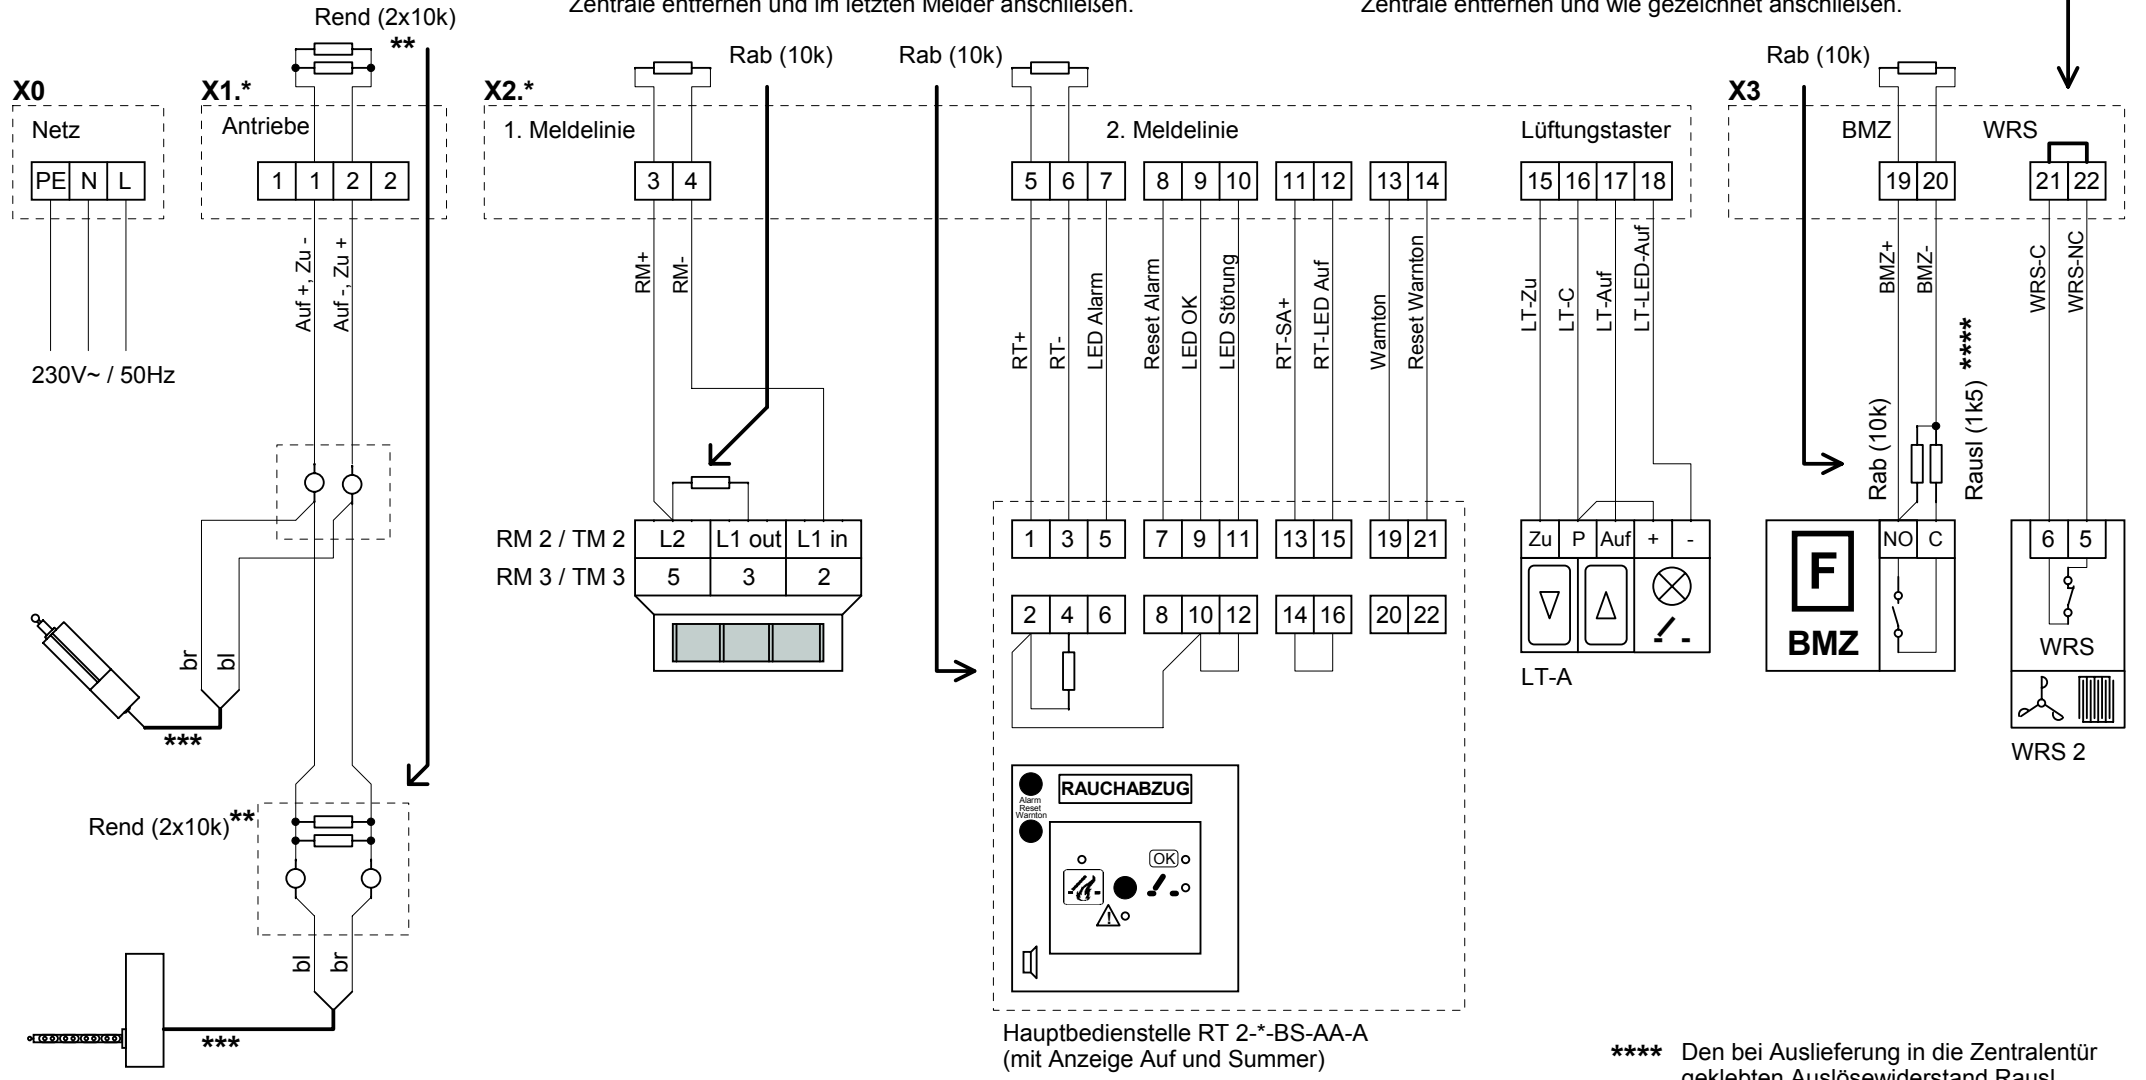 Rend (2x10k)
**
Zentrale entfernen und im letzten Melder anschließen.
Zentrale entfernen und wie gezeichnet anschließen.
Rab (10k)
Rab (10k)
Rab (10k)
X0
X1.*
X2.*
X3
Netz
Antriebe
1. Meldelinie
2. Meldelinie
Lüftungstaster
BMZ
WRS
PE N L
1 1 2 2
3 4
5 6 7
8 9 10
11 12
13 14
15 16 17 18
19 20
21 22
Auf +, Zu -
Auf -, Zu +
RM+
RM-
RT+
RT-
LED Alarm
Reset Alarm
LED OK
LED Störung
RT-SA+
RT-LED Auf
Warnton
Reset Warnton
LT-Zu
LT-C
LT-Auf
LT-LED-Auf
BMZ+
BMZ-
WRS-C
WRS-NC
230V~ / 50Hz
Rab (10k)
Rausl (1k5) ****
RM 2 / TM 2
L2 L1 out L1 in
RM 3 / TM 3
5 3 2
1 3 5
7 9 11
13 15
19 21
2 4 6
8 10 12
14 16
20 22
Zu P Auf + -
LT-A
F
BMZ
NO C
6 5
WRS
WRS 2
br
bl
***
Rend (2x10k)**
bl
br
***
Alarm
Reset
Warnton
RAUCHABZUG
OK
Hauptbedienstelle RT 2-*-BS-AA-A
(mit Anzeige Auf und Summer)
**** Den bei Auslieferung in die Zentralentür
geklebten Auslösewiderstand Rausl